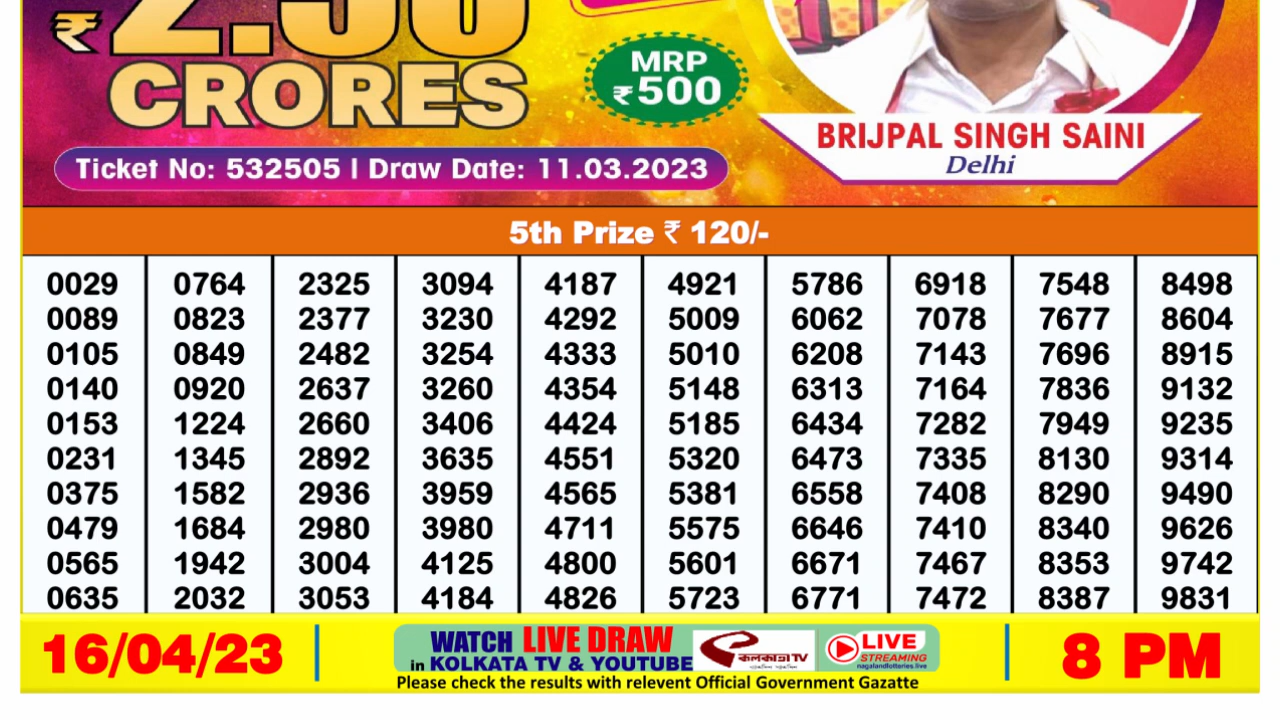 ₹ 2.50
CRORES
MRP
₹500
BRIJPAL SINGH SAINI
Delhi
Ticket No: 532505 | Draw Date: 11.03.2023
5th Prize ₹ 120/-
0029 0764 2325 3094 4187 4921 5786 6918 7548 8498
0089 0823 2377 3230 4292 5009 6062 7078 7677 8604
0105 0849 2482 3254 4333 5010 6208 7143 7696 8915
0140 0920 2637 3260 4354 5148 6313 7164 7836 9132
0153 1224 2660 3406 4424 5185 6434 7282 7949 9235
0231 1345 2892 3635 4551 5320 6473 7335 8130 9314
0375 1582 2936 3959 4565 5381 6558 7408 8290 9490
0479 1684 2980 3980 4711 5575 6646 7410 8340 9626
0565 1942 3004 4125 4800 5601 6671 7467 8353 9742
0635 2032 3053 4184 4826 5723 6771 7472 8387 9831
16/04/23
WATCH LIVE DRAW
in KOLKATA TV & YOUTUBE
কলকাতা TV
LIVE
STREAMING
nagalandlotteries.live
Please check the results with relevent Official Government Gazatte
8 PM